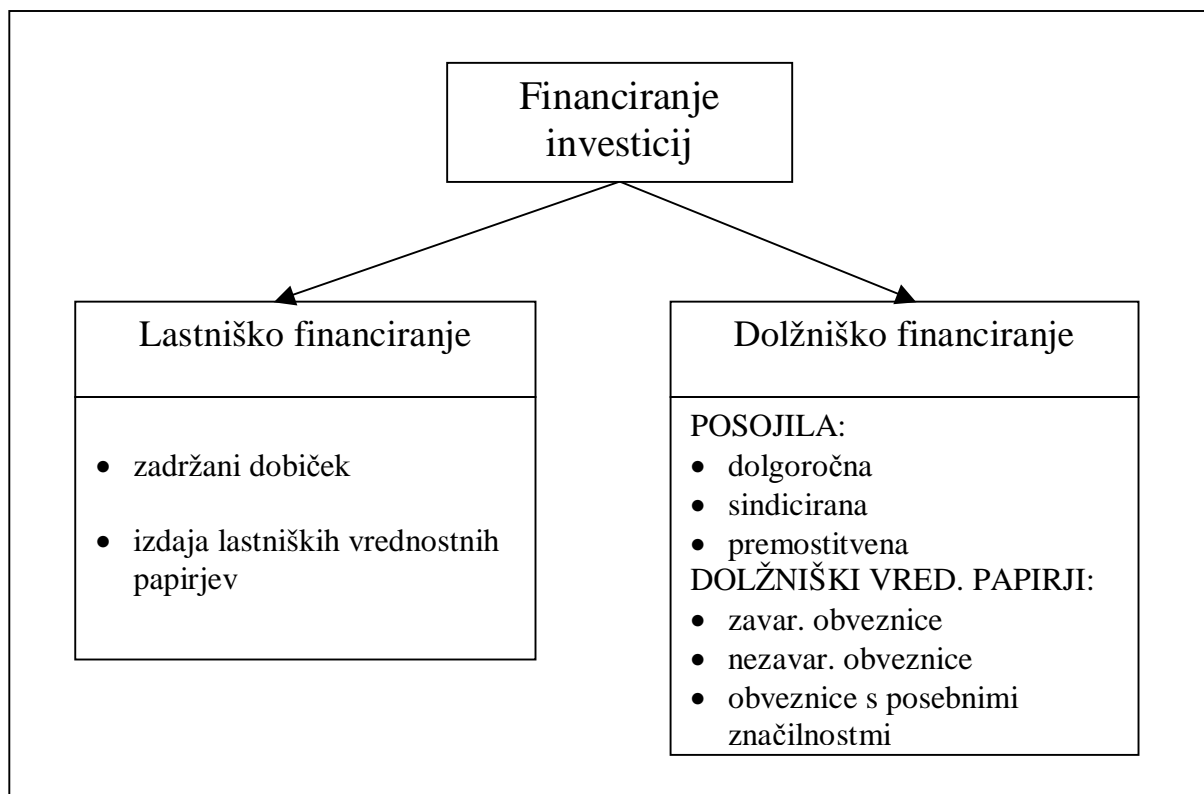 Financiranje
investicij
Lastniško financiranje
• zadržani dobiček
• izdaja lastniških vrednostnih
papirjev
Dolžniško financiranje
POSOJILA:
• dolgoročna
• sindicirana
• premostitvena
DOLŽNIŠKI VRED. PAPIRJI:
• zavar. obveznice
• nezavar. obveznice
• obveznice s posebnimi
značilnostmi